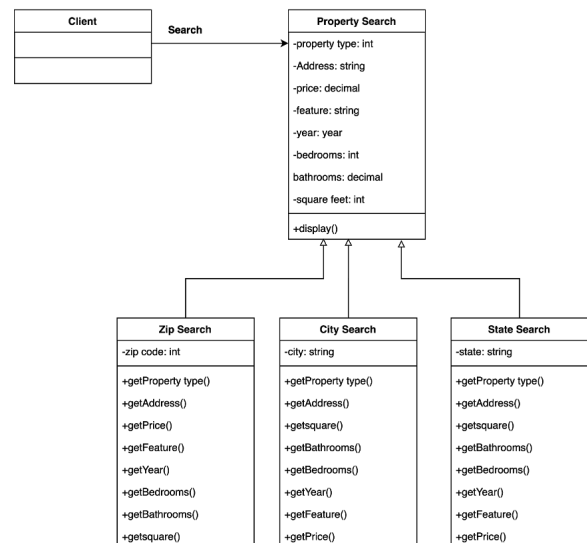 Client
Search
Property Search
-property type: int
-Address: string
-price: decimal
-feature: string
-year: year
-bedrooms: int
bathrooms: decimal
-square feet: int
+display()
Zip Search
-zip code: int
+getProperty type()
+getAddress()
+getPrice()
+getFeature()
+getYear()
+getBedrooms()
+getBathrooms()
+getsquare()
City Search
-city: string
+getProperty type()
+getAddress()
+getsquare()
+getBathrooms()
+getBedrooms()
+getYear()
+getFeature()
+getPrice()
State Search
-state: string
+getProperty type()
+getAddress()
+getsquare()
+getBathrooms()
+getBedrooms()
+getYear()
+getFeature()
+getPrice()